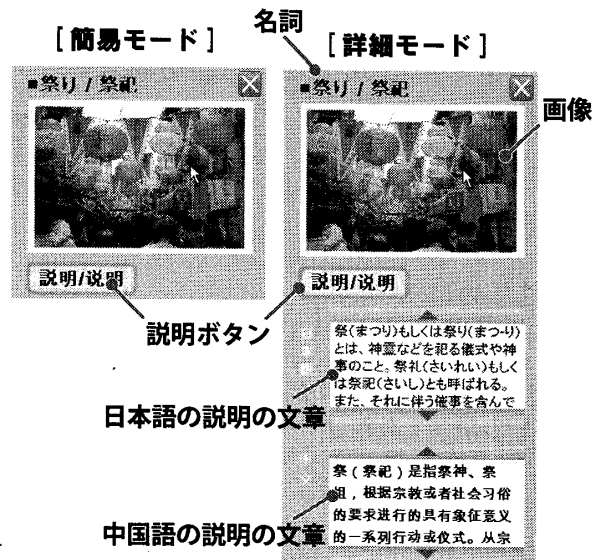 名詞
[簡易モード]
[詳細モード]
■祭り / 祭祀
■祭り / 祭祀
画像
説明/说明
説明/说明
説明ボタン
祭(まつり)もしくは祭り(まつり)
とは、神霊などを祀る儀式や神
事のこと。祭礼(さいれい)もしく
は祭祀(さいし)とも呼ばれる。
また、それに伴う催事を含んで
日本語の説明の文章
祭（祭祀）是指祭神、祭
祖，根据宗教或者社会习俗
的要求进行的具有象征意义
的一系列行动或仪式。从宗
中国語の説明の文章